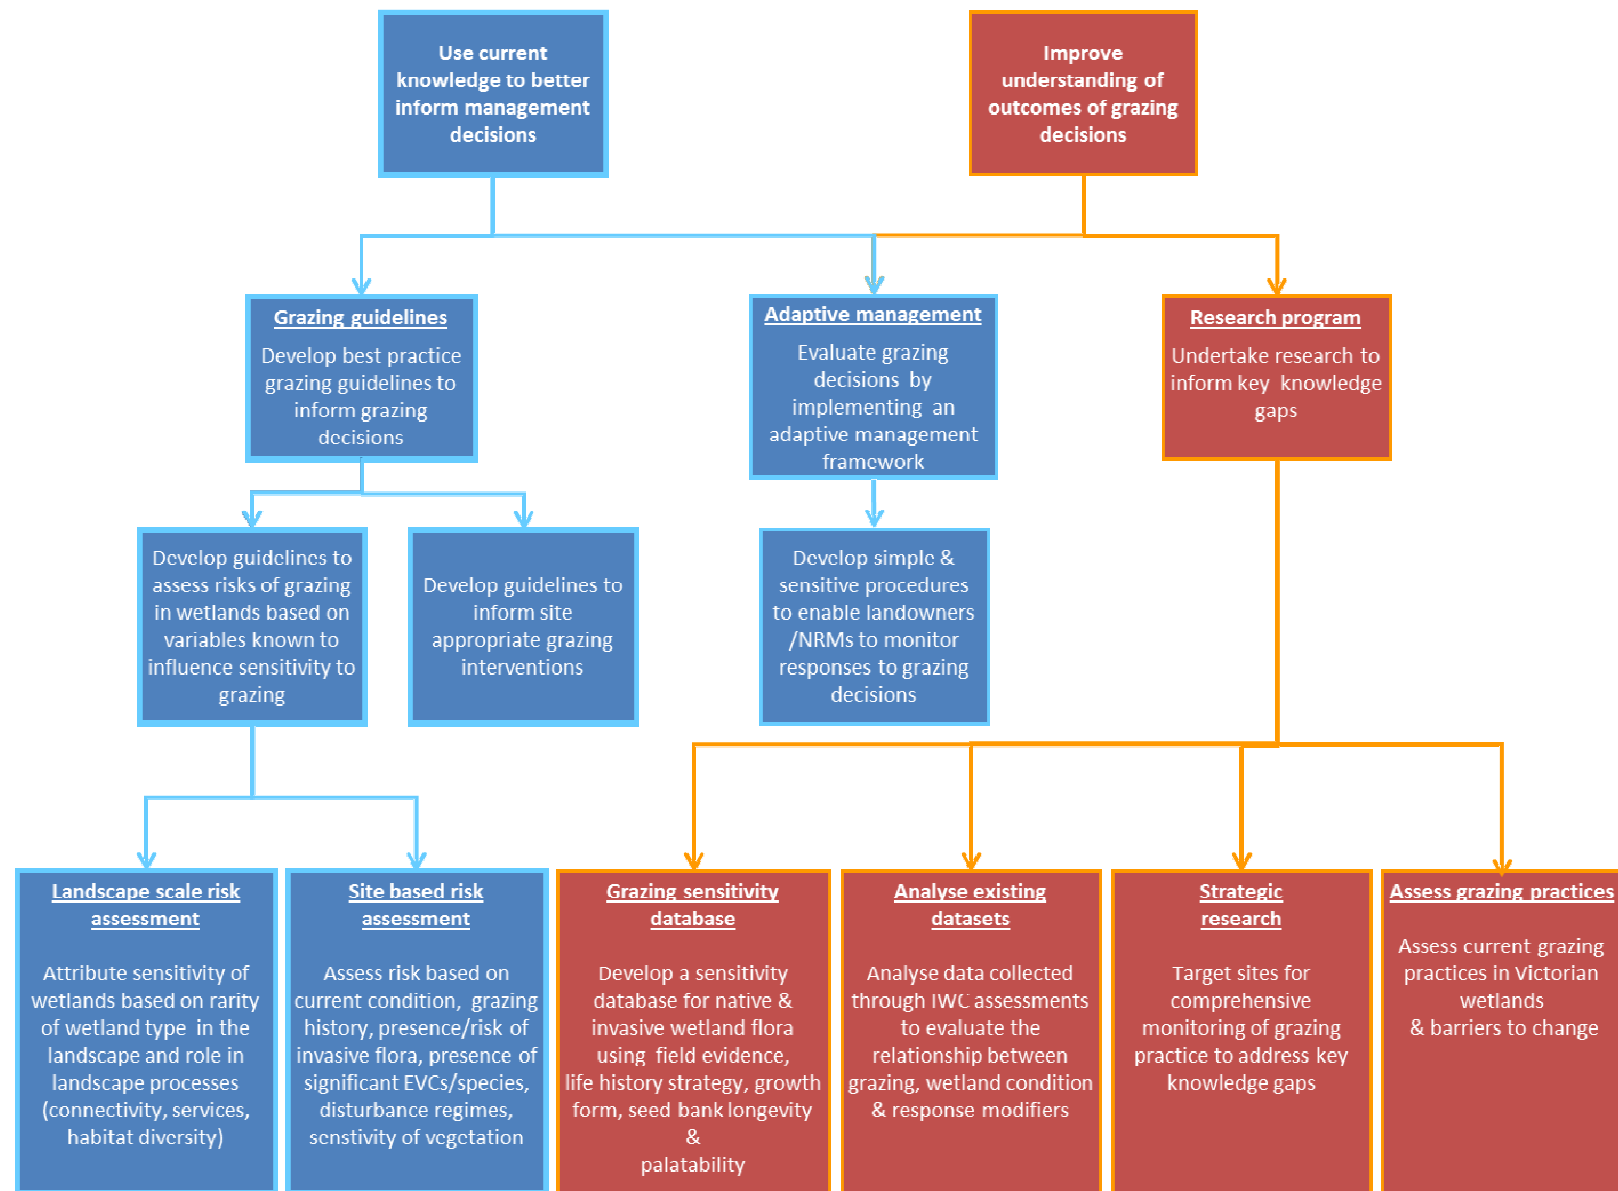 Use current
knowledge to better
inform management
decisions
Improve
understanding of
outcomes of grazing
decisions
Grazing guidelines
Develop best practice
grazing guidelines to
inform grazing
decisions
Adaptive management
Evaluate grazing
decisions by
implementing an
adaptive management
framework
Research program
Undertake research to
inform key knowledge
gaps
Develop guidelines to
assess risks of grazing
in wetlands based on
variables known to
influence sensitivity to
grazing
Develop guidelines to
inform site
appropriate grazing
interventions
Develop simple &
sensitive procedures
to enable landowners
/NRMs to monitor
responses to grazing
decisions
Landscape scale risk
assessment
Attribute sensitivity of
wetlands based on rarity
of wetland type in the
landscape and role in
landscape processes
(connectivity, services,
habitat diversity)
Site based risk
assessment
Assess risk based on
current condition, grazing
history, presence/risk of
invasive flora, presence of
significant EVCs/species,
disturbance regimes,
senstivity of vegetation
Grazing sensitivity
database
Develop a sensitivity
database for native &
invasive wetland flora
using field evidence,
life history strategy, growth
form, seed bank longevity
&
palatability
Analyse existing
datasets
Analyse data collected
through IWC assessments
to evaluate the
relationship between
grazing, wetland condition
& response modifiers
Strategic
research
Target sites for
comprehensive
monitoring of grazing
practice to address key
knowledge gaps
Assess grazing practices
Assess current grazing
practices in Victorian
wetlands
& barriers to change